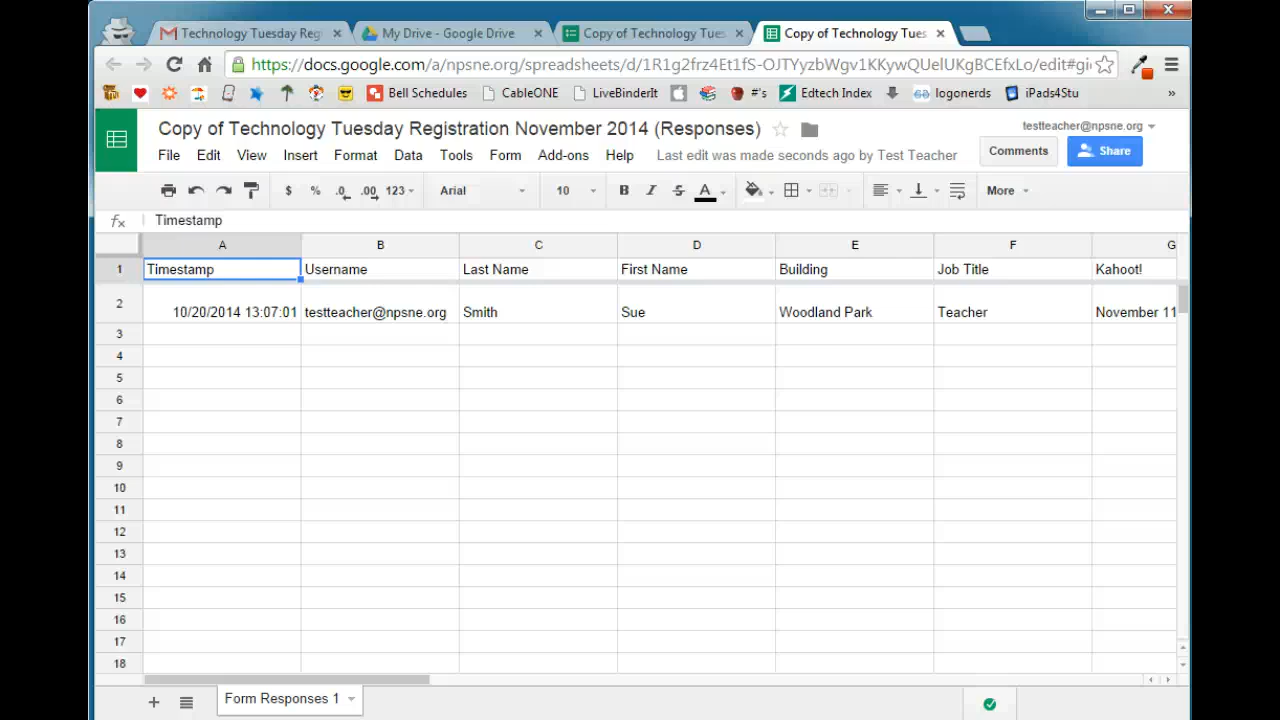 Technology Tuesday Reg
My Drive - Google Drive
Copy of Technology Tues
Copy of Technology Tues
https://docs.google.com/a/npsne.org/spreadsheets/d/1R1g2frz4Et1fS-OJTYyzbWgv1KKywQUeIUKgBCEfxLo/edit#gi
Bell Schedules
CableONE
LiveBinderIt
#'s
Edtech Index
logonerds
iPads4Stu
»
Copy of Technology Tuesday Registration November 2014 (Responses)
testteacher@npsne.org
File Edit View Insert Format Data Tools Form Add-ons Help
Last edit was made seconds ago by Test Teacher
Comments
Share
$ % .0 .00 123 Arial 10 B I S A More
fx Timestamp
A B C D E F G
1 Timestamp Username Last Name First Name Building Job Title Kahoot!
2 10/20/2014 13:07:01 testteacher@npsne.org Smith Sue Woodland Park Teacher November 11
3
4
5
6
7
8
9
10
11
12
13
14
15
16
17
18
+ Form Responses 1